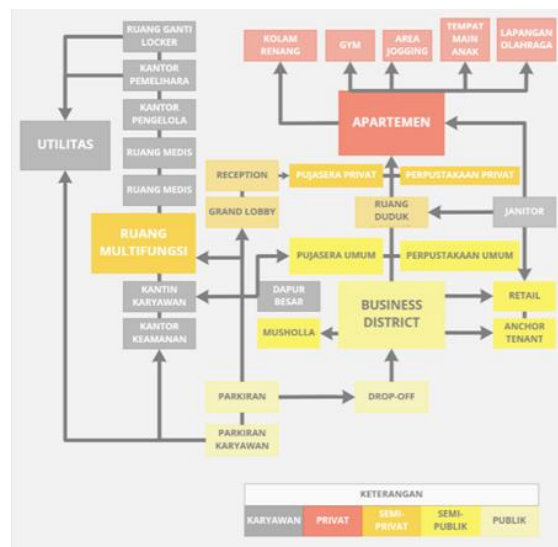 RUANG GANTI
LOCKER
KANTOR
PEMELIHARA
KANTOR
PENGELOLA
RUANG MEDIS
RUANG MEDIS
UTILITAS
RUANG
MULTIFUNGSI
KANTIN
KARYAWAN
KANTOR
KEAMANAN
KOLAM
RENANG
GYM
AREA
JOGGING
TEMPAT
MAIN
ANAK
LAPANGAN
OLAHRAGA
APARTEMEN
RECEPTION
PUJASERA PRIVAT
PERPUSTAKAAN PRIVAT
GRAND LOBBY
RUANG
DUDUK
JANITOR
PUJASERA UMUM
PERPUSTAKAAN UMUM
DAPUR
BESAR
BUSINESS
DISTRICT
RETAIL
MUSHOLLA
ANCHOR
TENANT
PARKIRAN
DROP-OFF
PARKIRAN
KARYAWAN
KETERANGAN
KARYAWAN
PRIVAT
SEMI-
PRIVAT
SEMI-
PUBLIK
PUBLIK